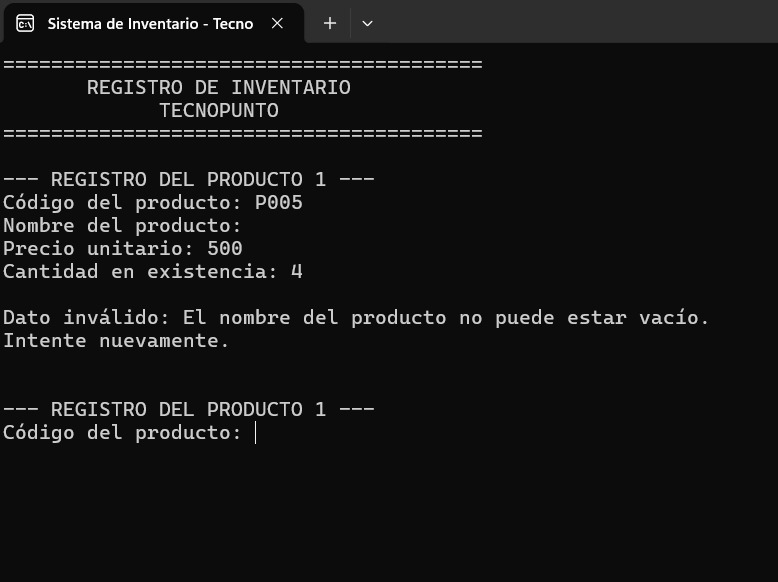 Sistema de Inventario - Tecno
========================================
REGISTRO DE INVENTARIO
TECNOPUNTO
========================================
--- REGISTRO DEL PRODUCTO 1 ---
Código del producto: P005
Nombre del producto:
Precio unitario: 500
Cantidad en existencia: 4
Dato inválido: El nombre del producto no puede estar vacío.
Intente nuevamente.
--- REGISTRO DEL PRODUCTO 1 ---
Código del producto: